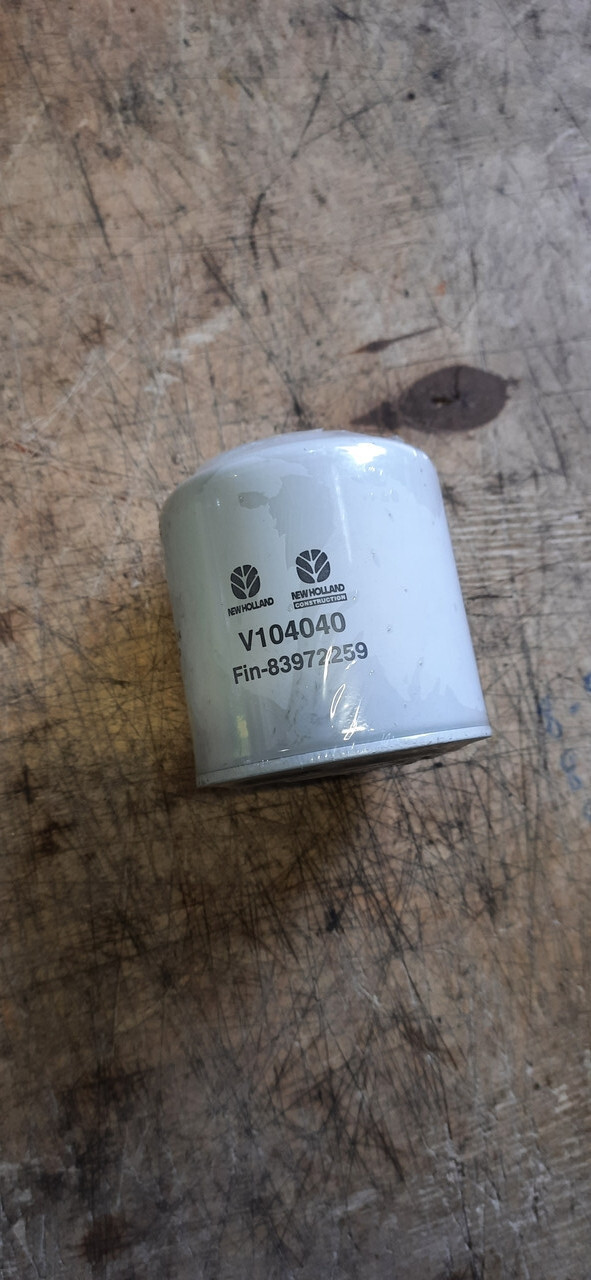 NEW HOLLAND
NEW HOLLAND
CONSTRUCTION
V104040
Fin-83972259